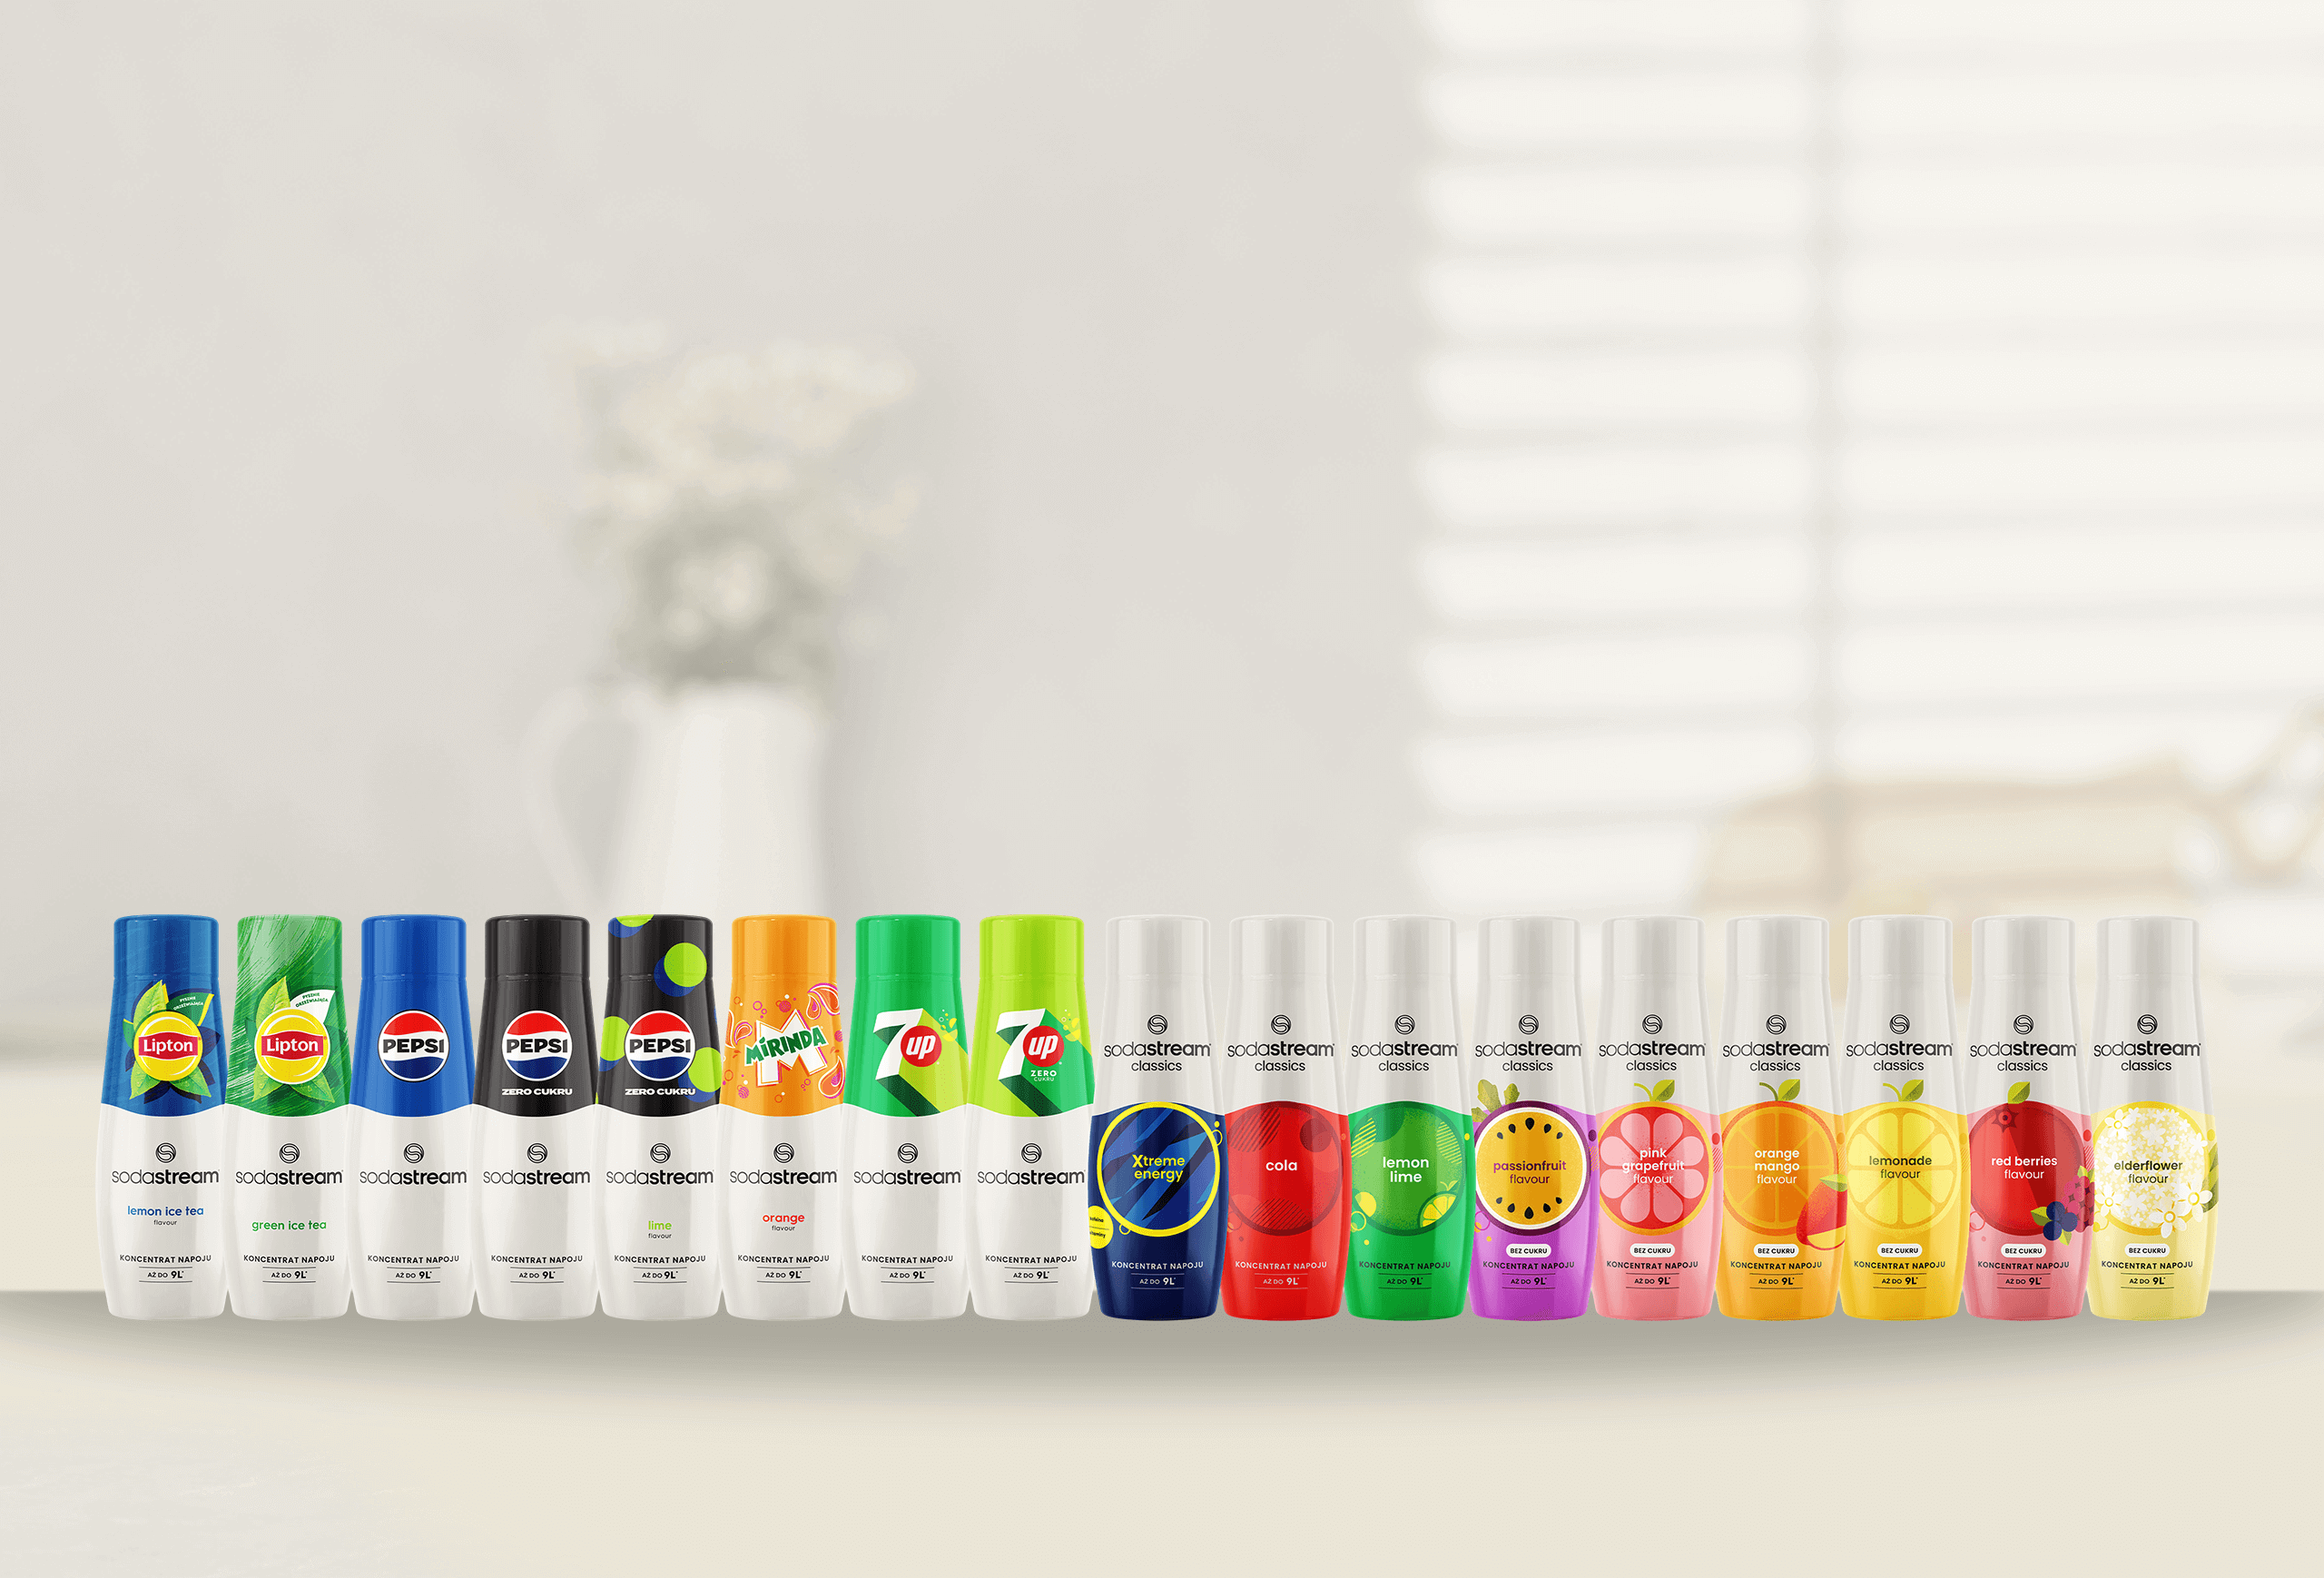 PYSZNIE
ORZEŹWIAJĄCA
Lipton
sodastream
lemon ice tea
flavour
KONCENTRAT NAPOJU
AŻ DO 9L*
PYSZNIE
ORZEŹWIAJĄCA
Lipton
sodastream
green ice tea
KONCENTRAT NAPOJU
AŻ DO 9L*
PEPSI
sodastream
KONCENTRAT NAPOJU
AŻ DO 9L*
PEPSI
ZERO CUKRU
sodastream
KONCENTRAT NAPOJU
AŻ DO 9L*
PEPSI
ZERO CUKRU
sodastream
lime
flavour
KONCENTRAT NAPOJU
AŻ DO 9L*
M
MIRINDA
sodastream
orange
flavour
KONCENTRAT NAPOJU
AŻ DO 9L*
7up
sodastream
KONCENTRAT NAPOJU
AŻ DO 9L*
7up
ZERO
CUKRU
sodastream
KONCENTRAT NAPOJU
AŻ DO 9L*
sodastream
classics
Xtreme
energy
KONCENTRAT NAPOJU
AŻ DO 9L*
sodastream
classics
cola
KONCENTRAT NAPOJU
AŻ DO 9L*
sodastream
classics
lemon
lime
KONCENTRAT NAPOJU
AŻ DO 9L*
sodastream
classics
passionfruit
flavour
BEZ CUKRU
KONCENTRAT NAPOJU
AŻ DO 9L*
sodastream
classics
pink
grapefruit
flavour
BEZ CUKRU
KONCENTRAT NAPOJU
AŻ DO 9L*
sodastream
classics
orange
mango
flavour
BEZ CUKRU
KONCENTRAT NAPOJU
AŻ DO 9L*
sodastream
classics
lemonade
flavour
BEZ CUKRU
KONCENTRAT NAPOJU
AŻ DO 9L*
sodastream
classics
red berries
flavour
BEZ CUKRU
KONCENTRAT NAPOJU
AŻ DO 9L*
sodastream
classics
elderflower
flavour
BEZ CUKRU
KONCENTRAT NAPOJU
AŻ DO 9L*